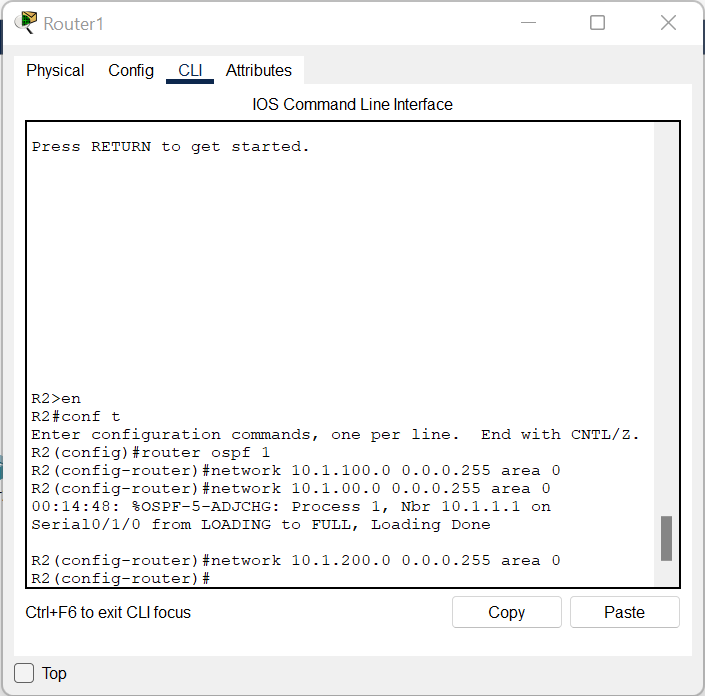 Router1
Physical Config CLI Attributes
IOS Command Line Interface
Press RETURN to get started.
R2>en
R2#conf t
Enter configuration commands, one per line.  End with CNTL/Z.
R2(config)#router ospf 1
R2(config-router)#network 10.1.100.0 0.0.0.255 area 0
R2(config-router)#network 10.1.00.0 0.0.0.255 area 0
00:14:48: %OSPF-5-ADJCHG: Process 1, Nbr 10.1.1.1 on
Serial0/1/0 from LOADING to FULL, Loading Done
R2(config-router)#network 10.1.200.0 0.0.0.255 area 0
R2(config-router)#
Ctrl+F6 to exit CLI focus
Copy Paste
Top